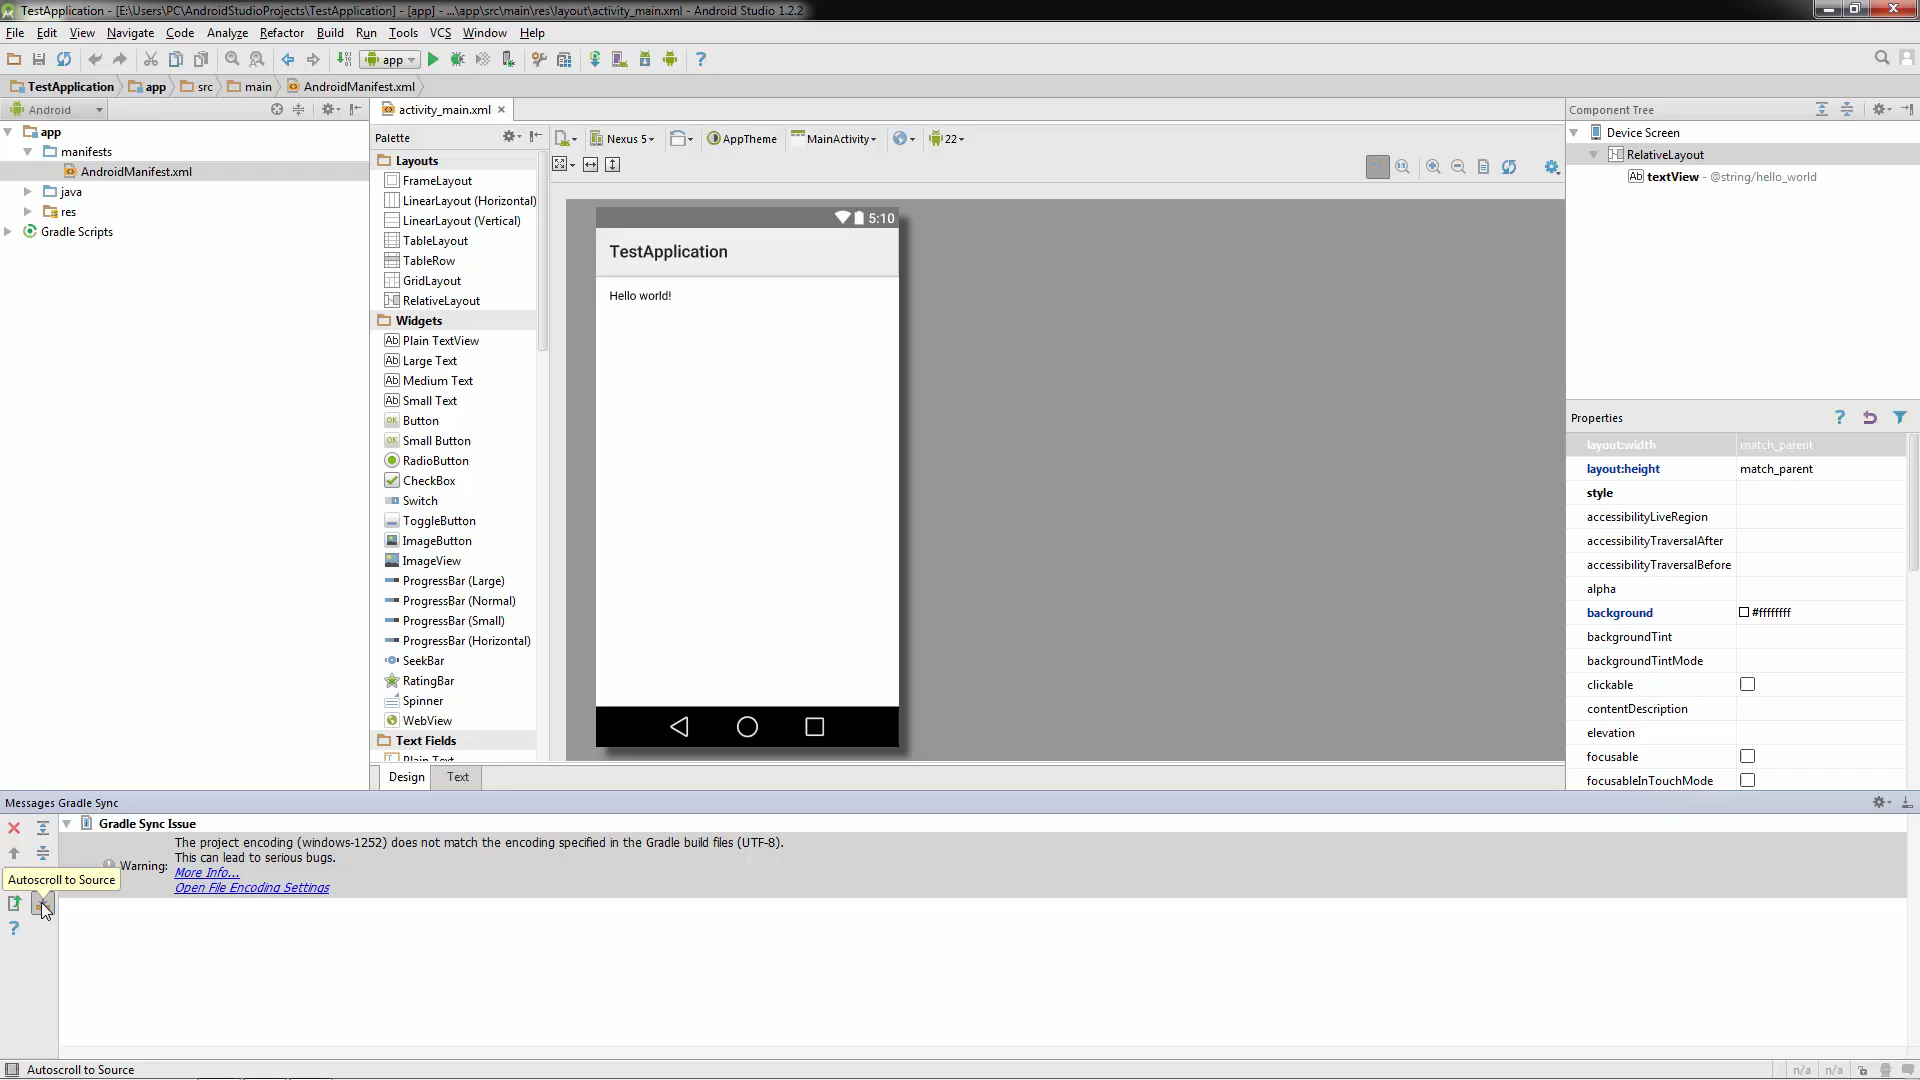 TestApplication - [E:\Users\PC\AndroidStudioProjects\TestApplication] - [app] - ...\app\src\main\res\layout\activity_main.xml - Android Studio 1.2.2
File Edit View Navigate Code Analyze Refactor Build Run Tools VCS Window Help
app
TestApplication app src main AndroidManifest.xml
Android
app
manifests
AndroidManifest.xml
java
res
Gradle Scripts
activity_main.xml
Palette
Layouts
FrameLayout
LinearLayout (Horizontal)
LinearLayout (Vertical)
TableLayout
TableRow
GridLayout
RelativeLayout
Widgets
Plain TextView
Large Text
Medium Text
Small Text
Button
Small Button
RadioButton
CheckBox
Switch
ToggleButton
ImageButton
ImageView
ProgressBar (Large)
ProgressBar (Normal)
ProgressBar (Small)
ProgressBar (Horizontal)
SeekBar
RatingBar
Spinner
WebView
Text Fields
Plain Text
Nexus 5 AppTheme MainActivity 22
5:10
TestApplication
Hello world!
Design Text
Component Tree
Device Screen
RelativeLayout
Ab textView - @string/hello_world
Properties
layout:width match_parent
layout:height match_parent
style
accessibilityLiveRegion
accessibilityTraversalAfter
accessibilityTraversalBefore
alpha
background #ffffffff
backgroundTint
backgroundTintMode
clickable
contentDescription
elevation
focusable
focusableInTouchMode
Messages Gradle Sync
Gradle Sync Issue
Warning:
The project encoding (windows-1252) does not match the encoding specified in the Gradle build files (UTF-8).
This can lead to serious bugs.
More Info...
Open File Encoding Settings
Autoscroll to Source
Autoscroll to Source
n/a n/a